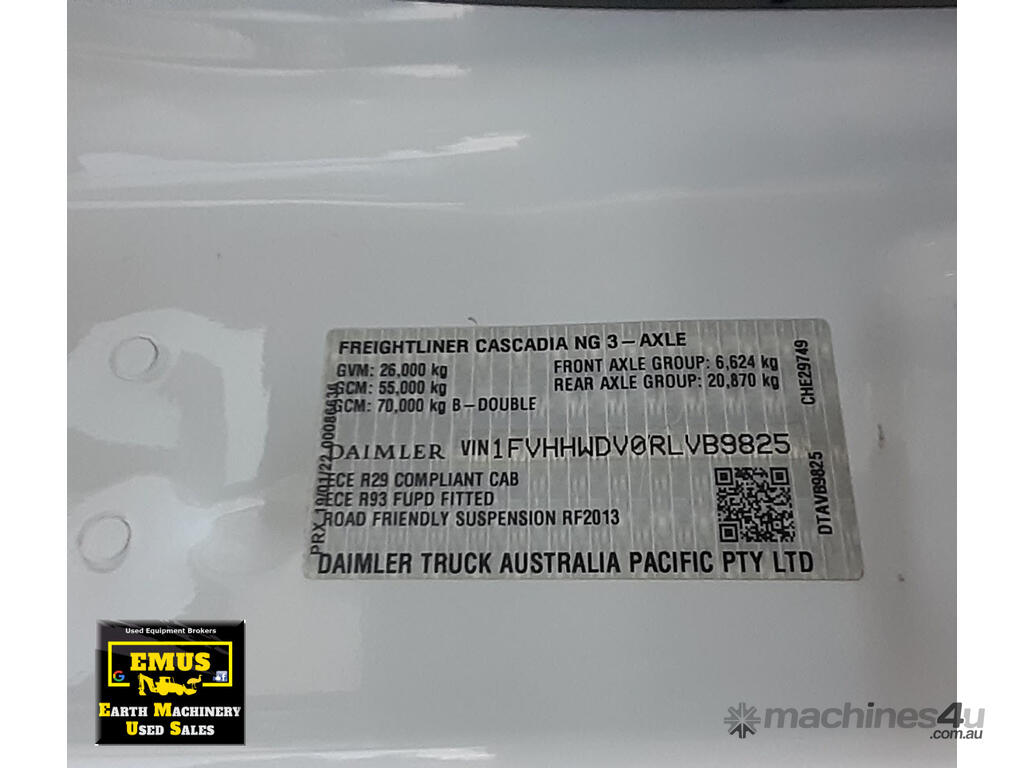 FREIGHTLINER CASCADIA NG 3-AXLE
GVM: 26,000 kg
GCM: 55,000 kg
GCM: 70,000 kg B-DOUBLE
FRONT AXLE GROUP: 6,624 kg
REAR AXLE GROUP: 20,870 kg
CHE29749
DAIMLER VIN 1FVHHWDV0RLVB9825
ECE R29 COMPLIANT CAB
ECE R93 FUPD FITTED
ROAD FRIENDLY SUSPENSION RF2013
DTAVB9825
DAIMLER TRUCK AUSTRALIA PACIFIC PTY LTD
Used Equipment Brokers
EMUS
EARTH MACHINERY
USED SALES
machines4u
.com.au